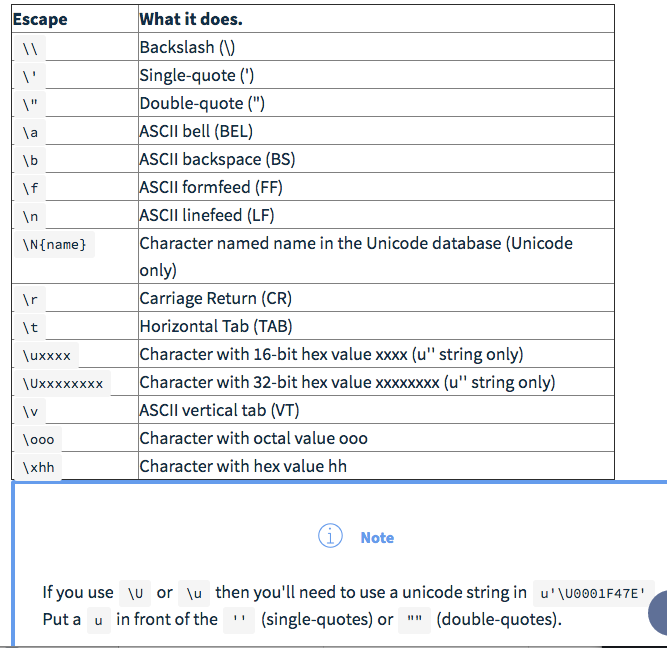 Escape What it does.
\\ Backslash (\)
\' Single-quote (')
\" Double-quote (")
\a ASCII bell (BEL)
\b ASCII backspace (BS)
\f ASCII formfeed (FF)
\n ASCII linefeed (LF)
\N{name} Character named name in the Unicode database (Unicode
only)
\r Carriage Return (CR)
\t Horizontal Tab (TAB)
\uxxxx Character with 16-bit hex value xxxx (u'' string only)
\Uxxxxxxxx Character with 32-bit hex value xxxxxxxx (u'' string only)
\v ASCII vertical tab (VT)
\ooo Character with octal value ooo
\xhh Character with hex value hh
i Note
If you use \U or \u then you'll need to use a unicode string in u'\U0001F47E'
Put a u in front of the '' (single-quotes) or "" (double-quotes).